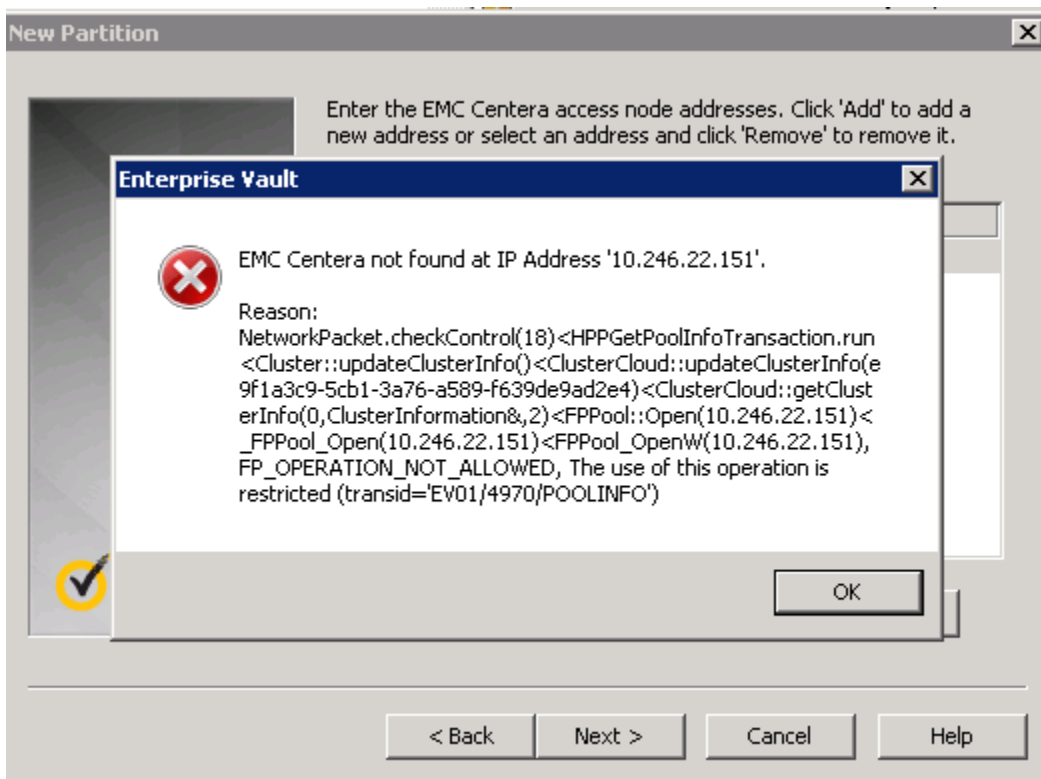 New Partition
Enter the EMC Centera access node addresses. Click 'Add' to add a
new address or select an address and click 'Remove' to remove it.
Enterprise Vault
EMC Centera not found at IP Address '10.246.22.151'.
Reason:
NetworkPacket.checkControl(18)<HPPGetPoolInfoTransaction.run
<Cluster::updateClusterInfo()<ClusterCloud::updateClusterInfo(e
9f1a3c9-5cb1-3a76-a589-f639de9ad2e4)<ClusterCloud::getClust
erInfo(0,ClusterInformation&,2)<FPPool::Open(10.246.22.151)<
_FPPool_Open(10.246.22.151)<FPPool_OpenW(10.246.22.151),
FP_OPERATION_NOT_ALLOWED, The use of this operation is
restricted (transid='EV01/4970/POOLINFO')
OK
< Back
Next >
Cancel
Help